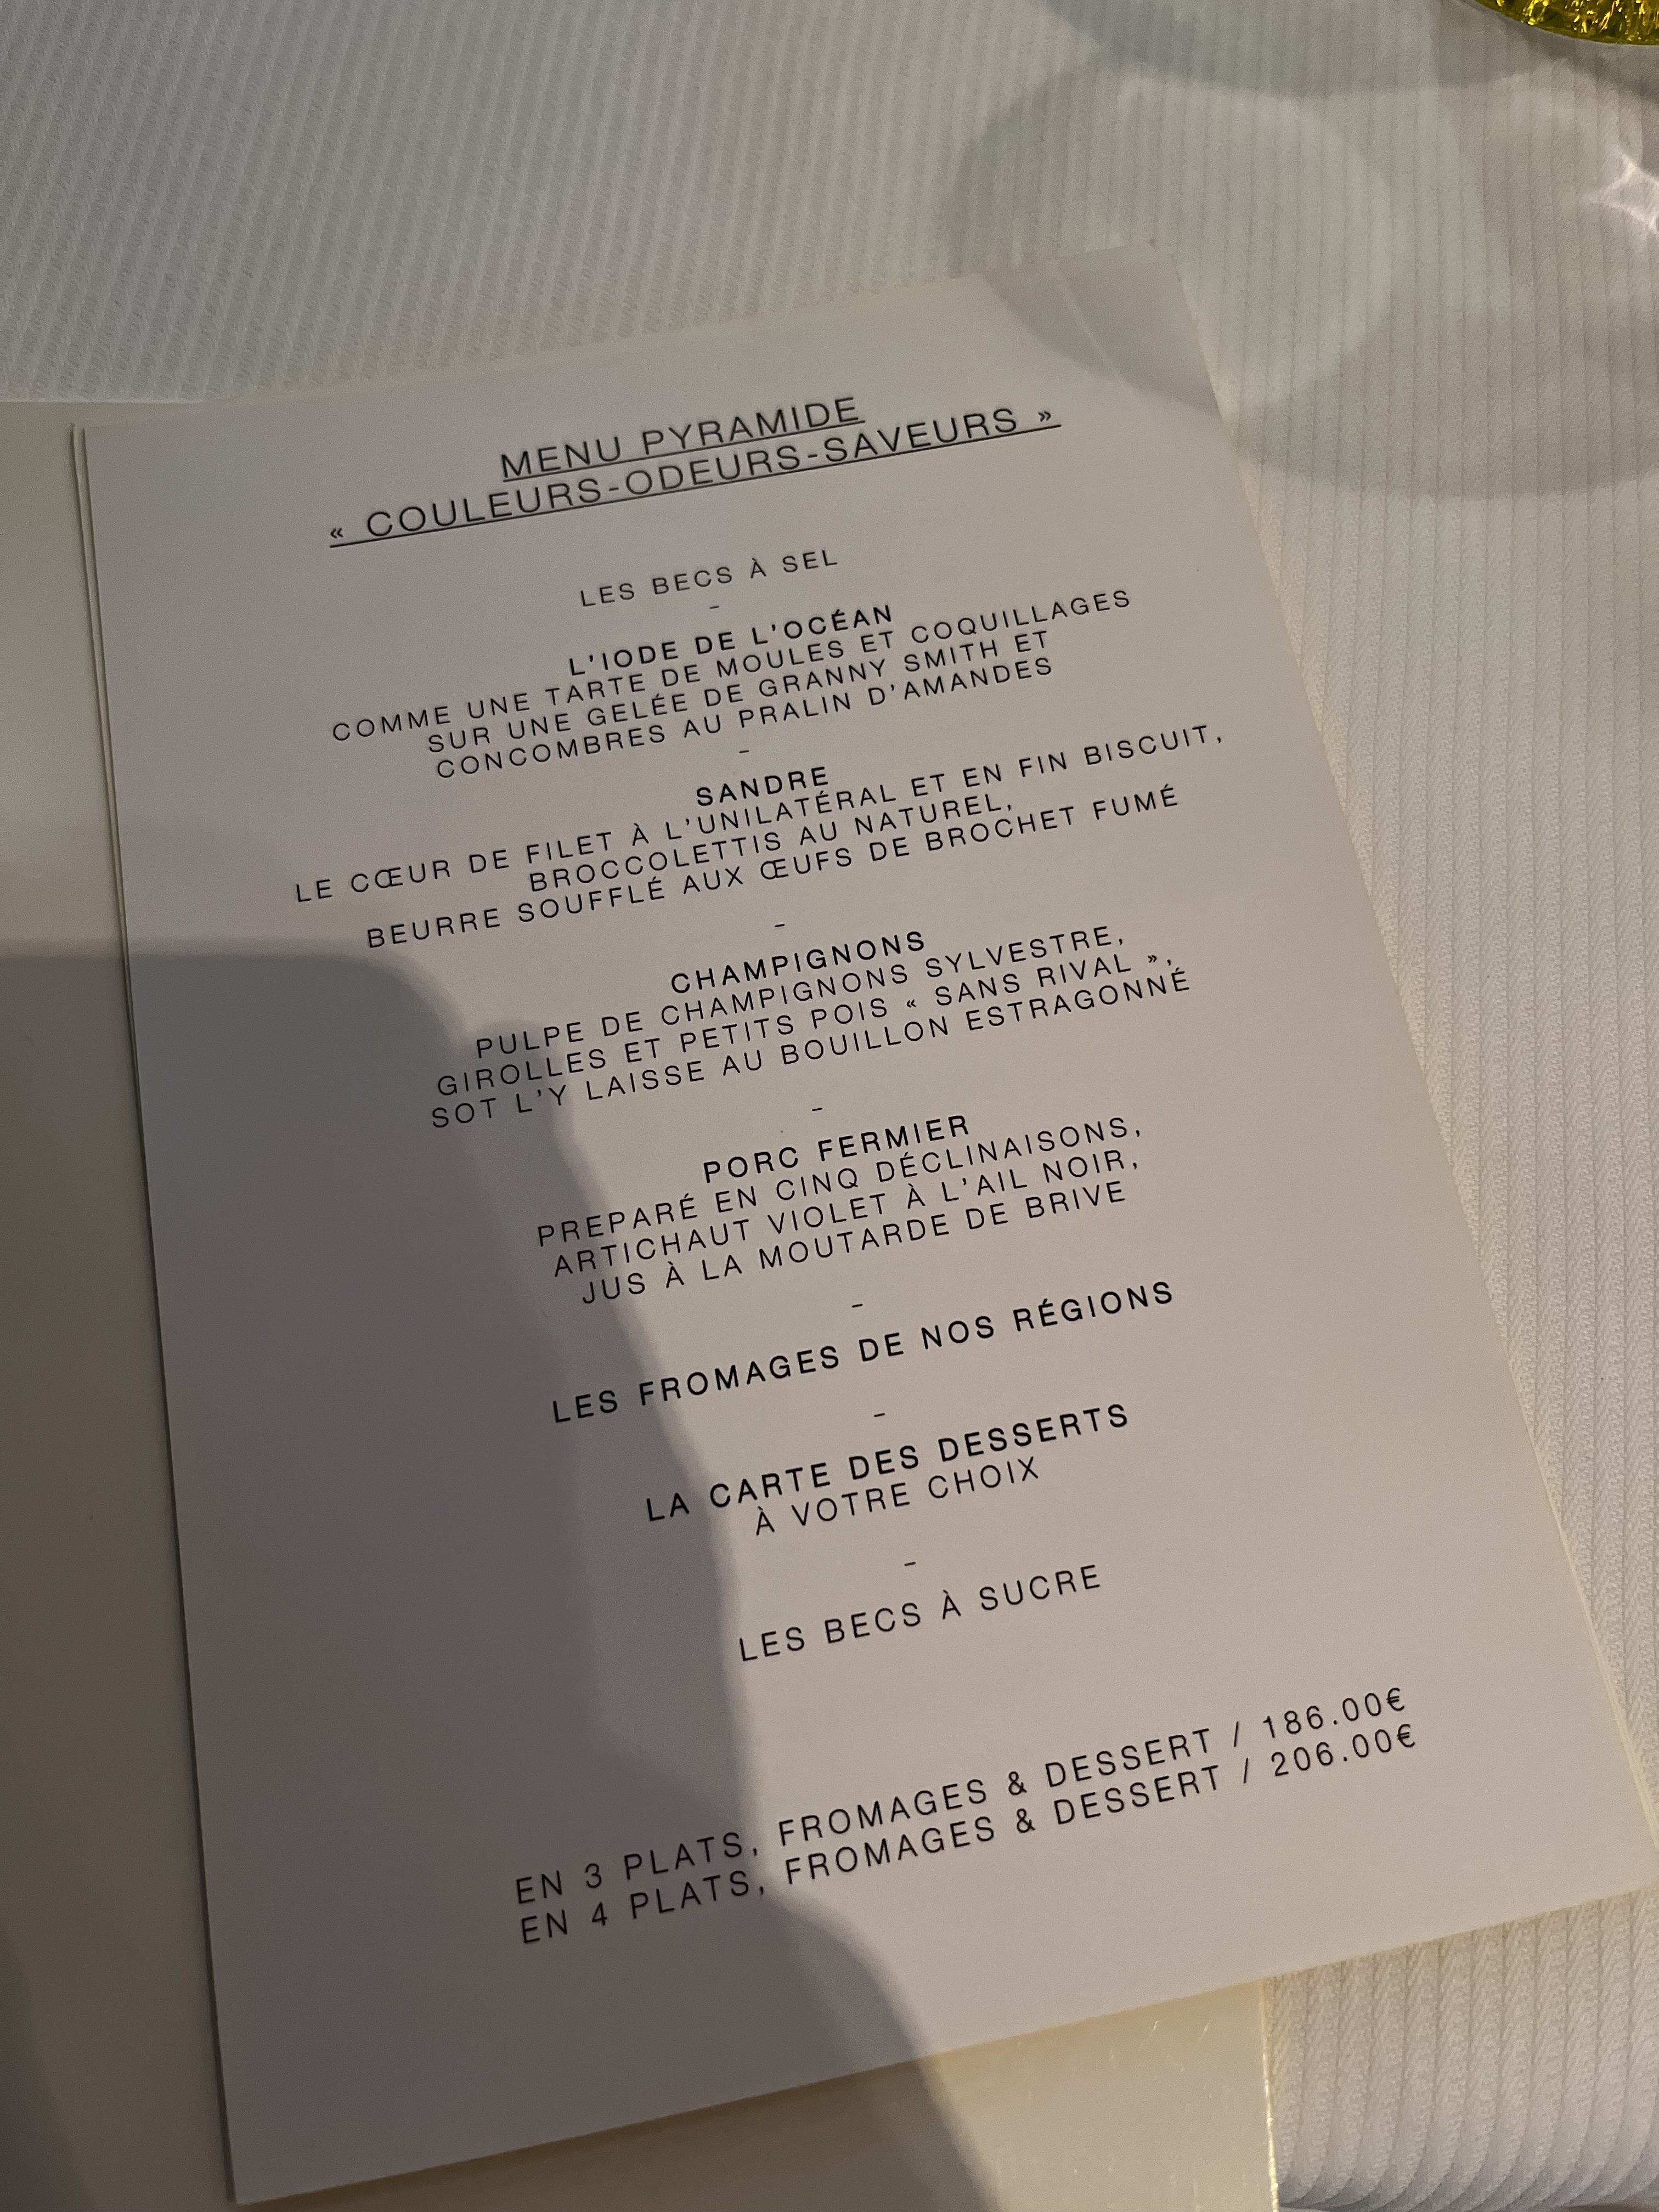 MENU PYRAMIDE
« COULEURS-ODEURS-SAVEURS »
LES BECS À SEL
-
L'IODE DE L'OCÉAN
COMME UNE TARTE DE MOULES ET COQUILLAGES
SUR UNE GELÉE DE GRANNY SMITH ET
CONCOMBRES AU PRALIN D'AMANDES
-
SANDRE
LE CŒUR DE FILET À L'UNILATÉRAL ET EN FIN BISCUIT,
BROCCOLETTIS AU NATUREL,
BEURRE SOUFFLÉ AUX ŒUFS DE BROCHET FUMÉ
-
CHAMPIGNONS
PULPE DE CHAMPIGNONS SYLVESTRE,
GIROLLES ET PETITS POIS « SANS RIVAL »,
SOT L'Y LAISSE AU BOUILLON ESTRAGONNÉ
-
PORC FERMIER
PREPARÉ EN CINQ DÉCLINAISONS,
ARTICHAUT VIOLET À L'AIL NOIR,
JUS À LA MOUTARDE DE BRIVE
-
LES FROMAGES DE NOS RÉGIONS
-
LA CARTE DES DESSERTS
À VOTRE CHOIX
-
LES BECS À SUCRE
EN 3 PLATS, FROMAGES & DESSERT / 186.00€
EN 4 PLATS, FROMAGES & DESSERT / 206.00€